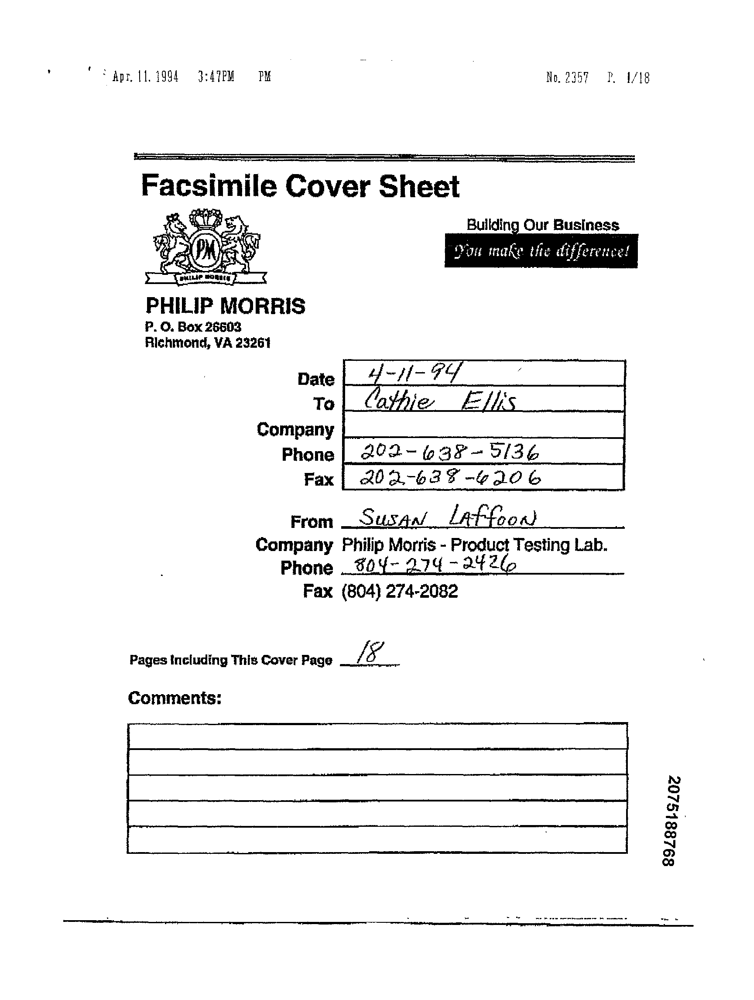 Apr. 11. 1994 3:47PM PM No. 2357 P. 1/18
Facsimile Cover Sheet
PM
PHILIP MORRIS
Building Our Business
You make the difference!
PHILIP MORRIS
P. O. Box 26603
Richmond, VA 23261
Date 4-11-94
To Cathie Ellis
Company
Phone 202-638-5136
Fax 202-638-6206
From SUSAN LAffOON
Company Philip Morris - Product Testing Lab.
Phone 804-274-2426
Fax (804) 274-2082
Pages Including This Cover Page 18
Comments:
2075188768